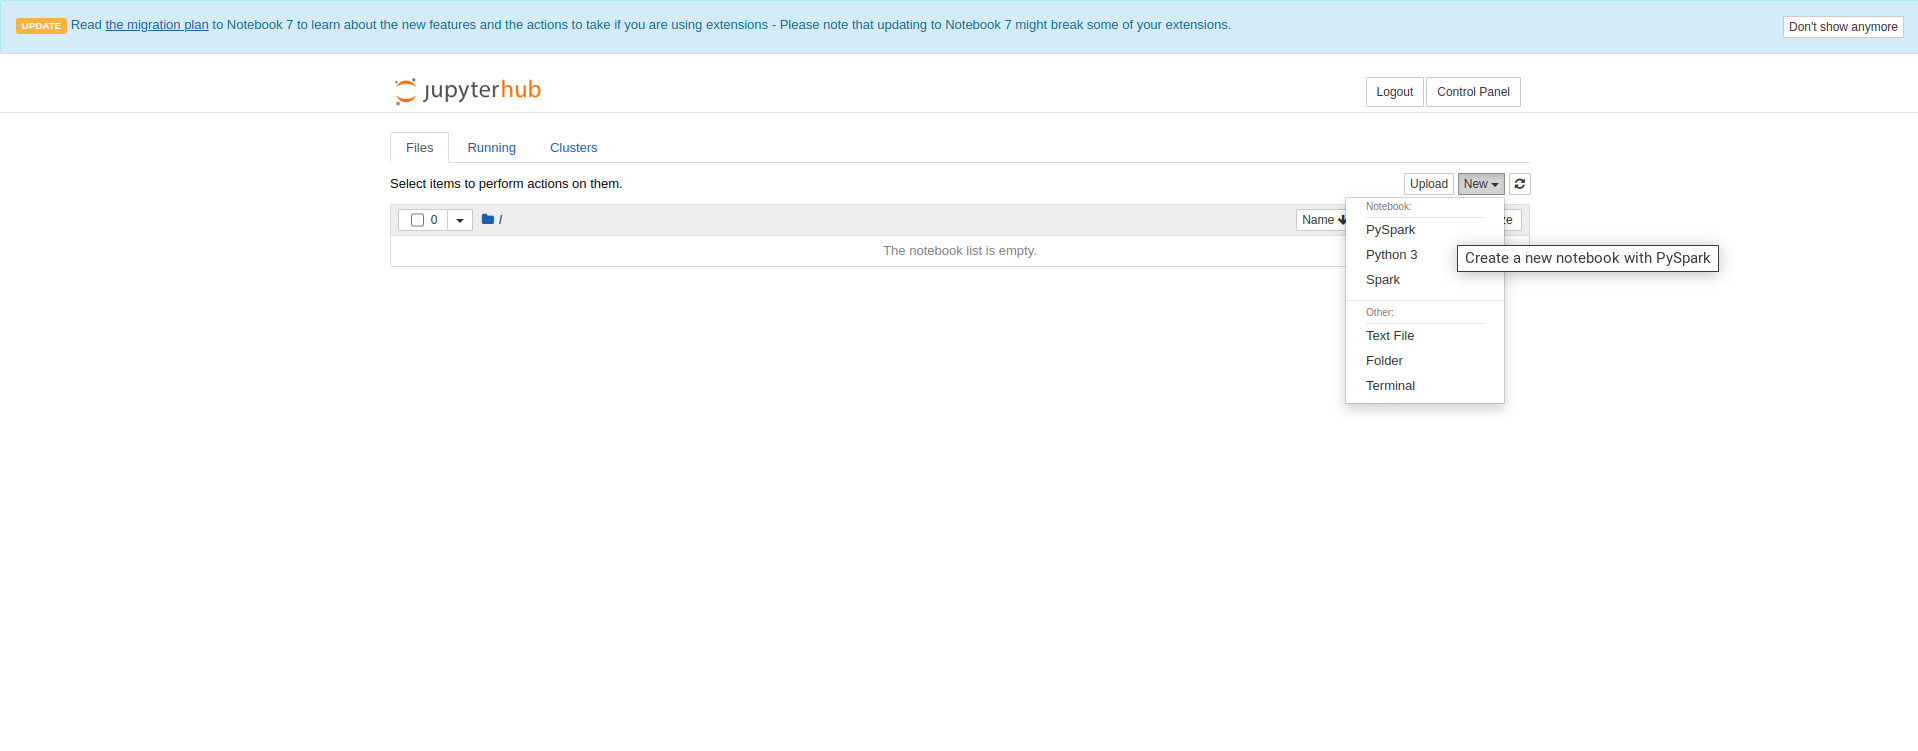 UPDATE Read the migration plan to Notebook 7 to learn about the new features and the actions to take if you are using extensions - Please note that updating to Notebook 7 might break some of your extensions. Don't show anymore
jupyterhub Logout Control Panel
Files Running Clusters
Select items to perform actions on them. Upload New
0 / Name
The notebook list is empty.
Notebook:
PySpark
Python 3
Create a new notebook with PySpark
Spark
Other:
Text File
Folder
Terminal